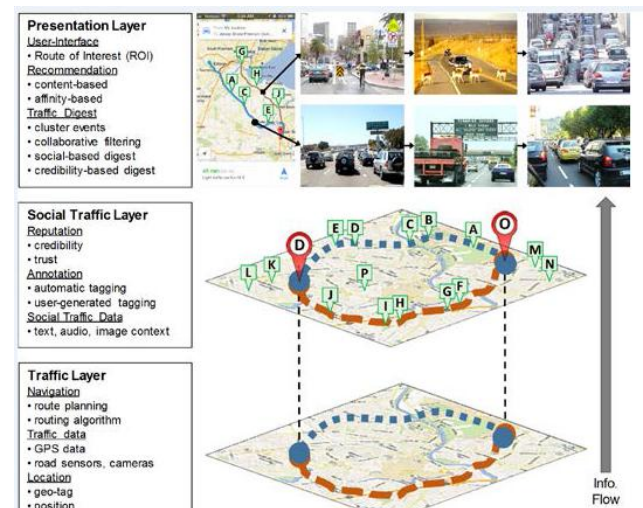 Presentation Layer
User-Interface
• Route of Interest (ROI)
Recommendation
• content-based
• affinity-based
Traffic Digest
• cluster events
• collaborative filtering
• social-based digest
• credibility-based digest
G
A
H
C
J
E
Social Traffic Layer
Reputation
• credibility
• trust
Annotation
• automatic tagging
• user-generated tagging
Social Traffic Data
• text, audio, image context
D
O
E
D
C
B
A
M
N
L
K
P
J
I
H
G
F
Traffic Layer
Navigation
• route planning
• routing algorithm
Traffic data
• GPS data
• road sensors, cameras
Location
• geo-tag
• position
Info.
Flow